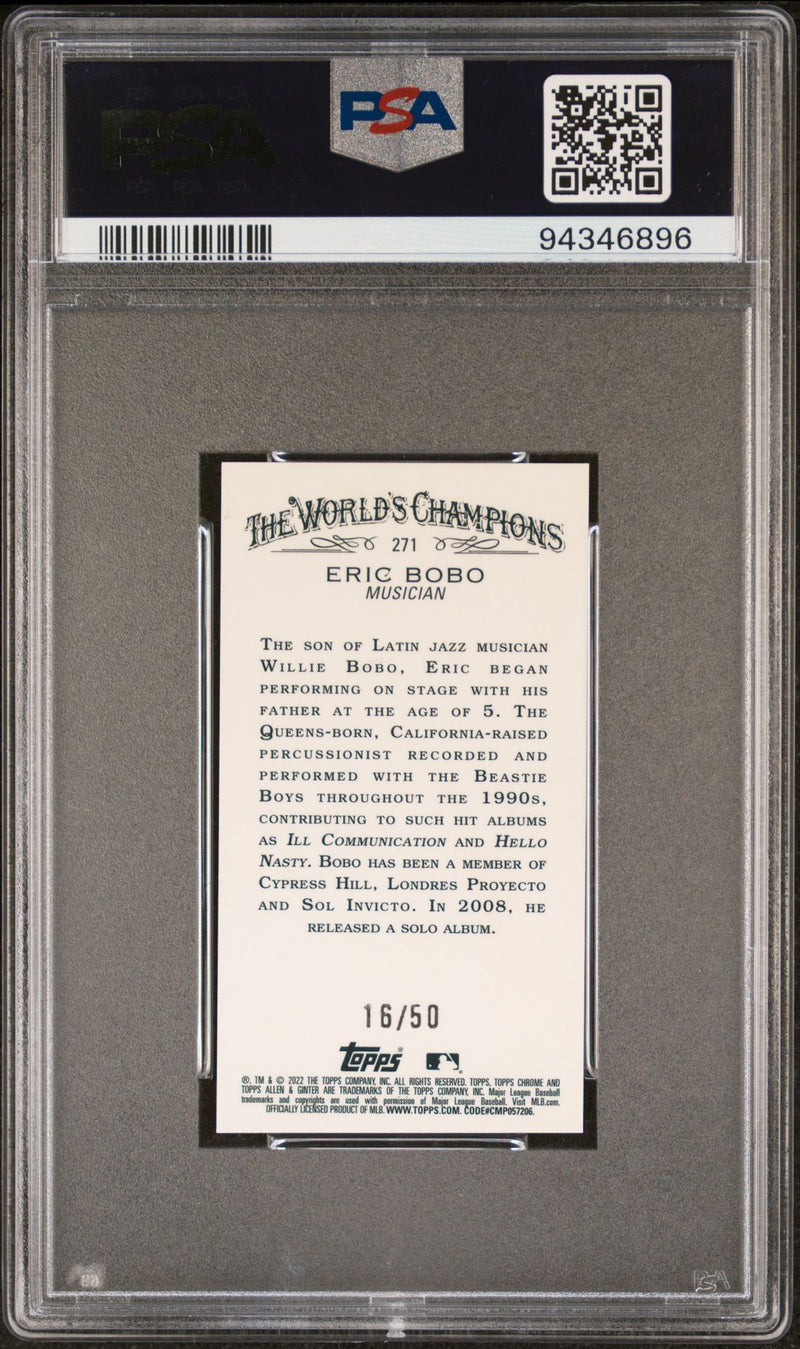 PSA
PSA
94346896
THE WORLD'S CHAMPIONS
271
ERIC BOBO
MUSICIAN
THE SON OF LATIN JAZZ MUSICIAN
WILLIE BOBO, ERIC BEGAN
PERFORMING ON STAGE WITH HIS
FATHER AT THE AGE OF 5. THE
QUEENS-BORN, CALIFORNIA-RAISED
PERCUSSIONIST RECORDED AND
PERFORMED WITH THE BEASTIE
BOYS THROUGHOUT THE 1990S,
CONTRIBUTING TO SUCH HIT ALBUMS
AS ILL COMMUNICATION AND HELLO
NASTY. BOBO HAS BEEN A MEMBER OF
CYPRESS HILL, LONDRES PROYECTO
AND SOL INVICTO. IN 2008, HE
RELEASED A SOLO ALBUM.
16/50
Topps
®, TM & © 2022 THE TOPPS COMPANY, INC. ALL RIGHTS RESERVED. TOPPS, TOPPS CHROME AND
TOPPS ALLEN & GINTER ARE TRADEMARKS OF THE TOPPS COMPANY, INC. Major League Baseball
trademarks and copyrights are used with permission of Major League Baseball. Visit MLB.com.
OFFICIALLY LICENSED PRODUCT OF MLB. WWW.TOPPS.COM. CODE#CMP057206.
PSA